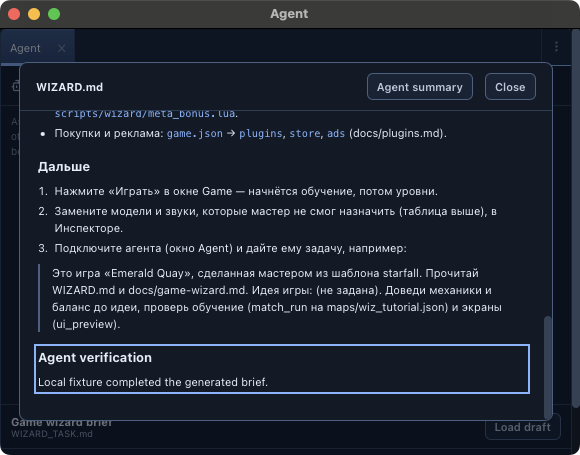 Agent
Agent
WIZARD.md
Agent summary
Close
scripts/wizard/meta_bonus.lua.
• Покупки и реклама: game.json → plugins, store, ads (docs/plugins.md).
Дальше
1. Нажмите «Играть» в окне Game — начнётся обучение, потом уровни.
2. Замените модели и звуки, которые мастер не смог назначить (таблица выше), в
Инспекторе.
3. Подключите агента (окно Agent) и дайте ему задачу, например:
Это игра «Emerald Quay», сделанная мастером из шаблона starfall. Прочитай
WIZARD.md и docs/game-wizard.md. Идея игры: (не задана). Доведи механики и
баланс до идеи, проверь обучение (match_run на maps/wiz_tutorial.json) и экраны
(ui_preview).
Agent verification
Local fixture completed the generated brief.
Game wizard brief
WIZARD_TASK.md
Load draft